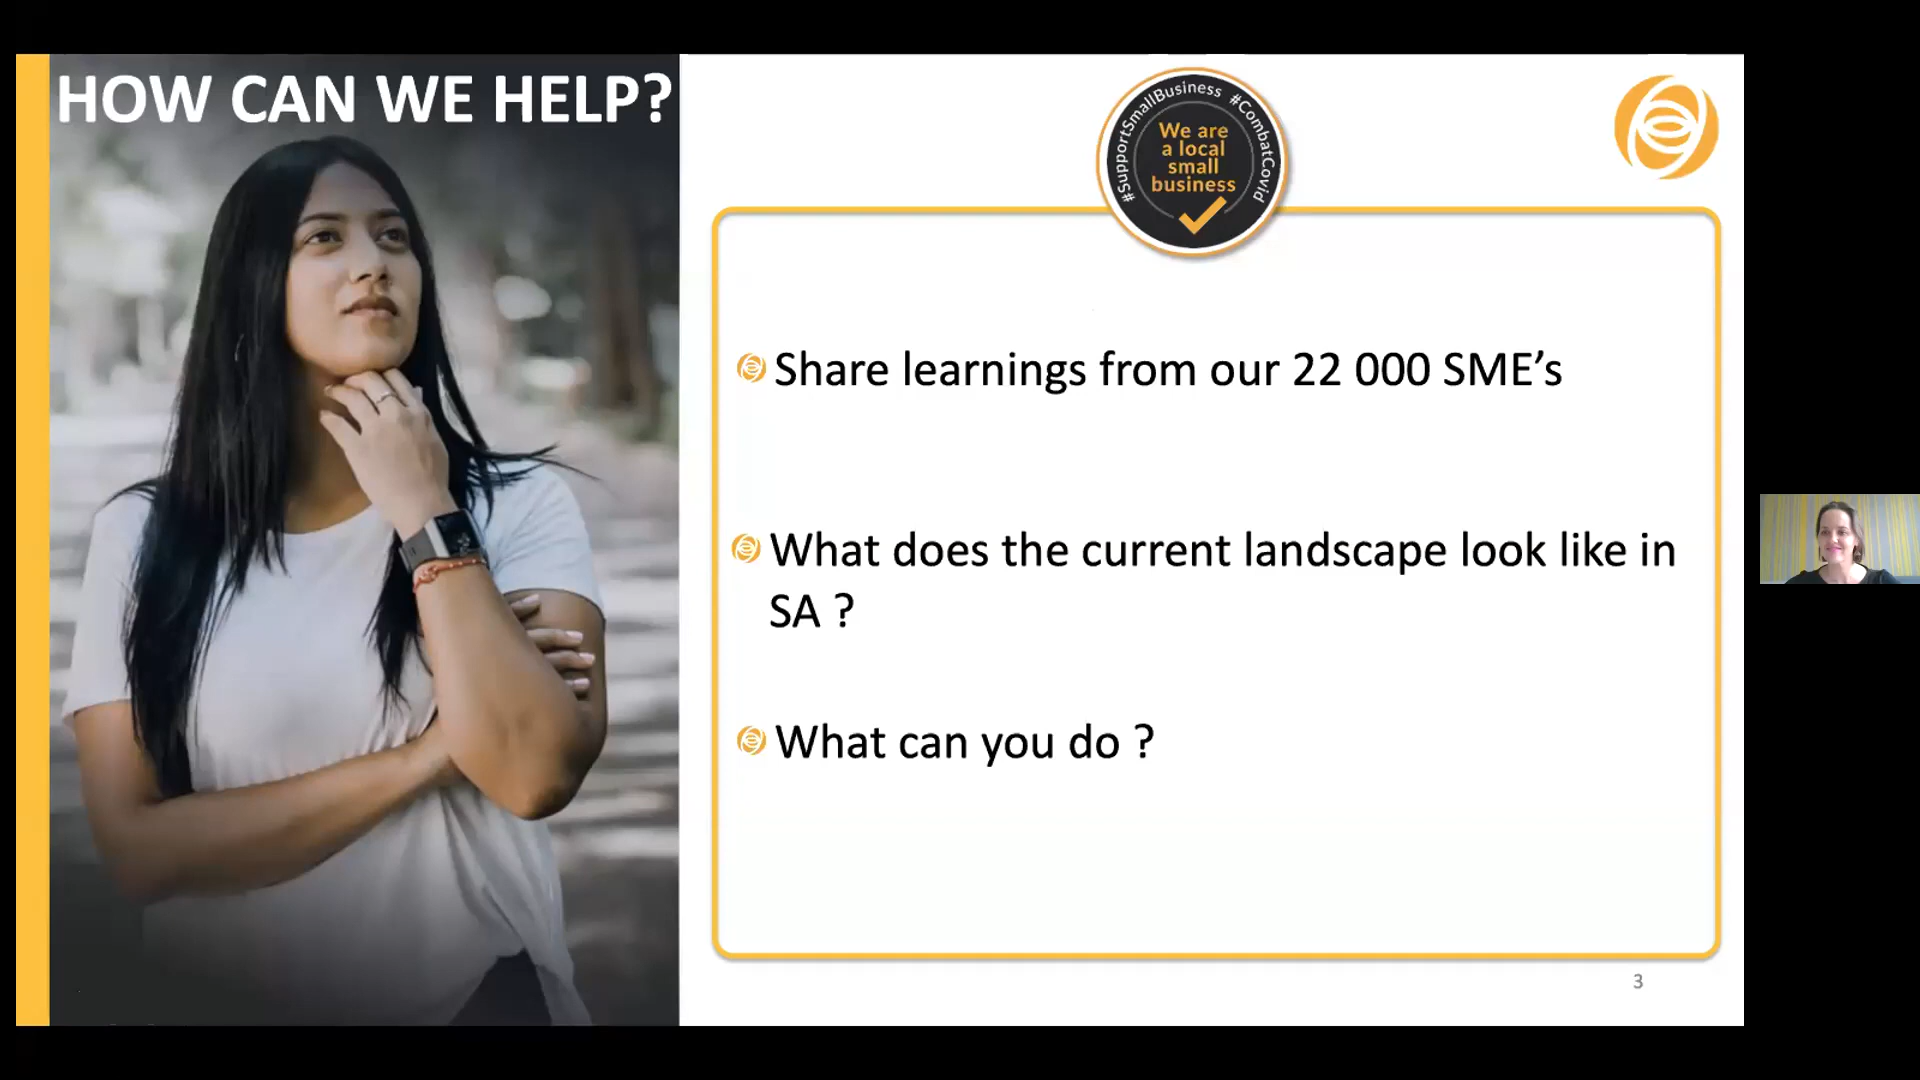 HOW CAN WE HELP?
#SupportSmallBusiness #CombatCovid
We are
a local
small
business
Share learnings from our 22 000 SME’s
What does the current landscape look like in
SA ?
What can you do ?
3